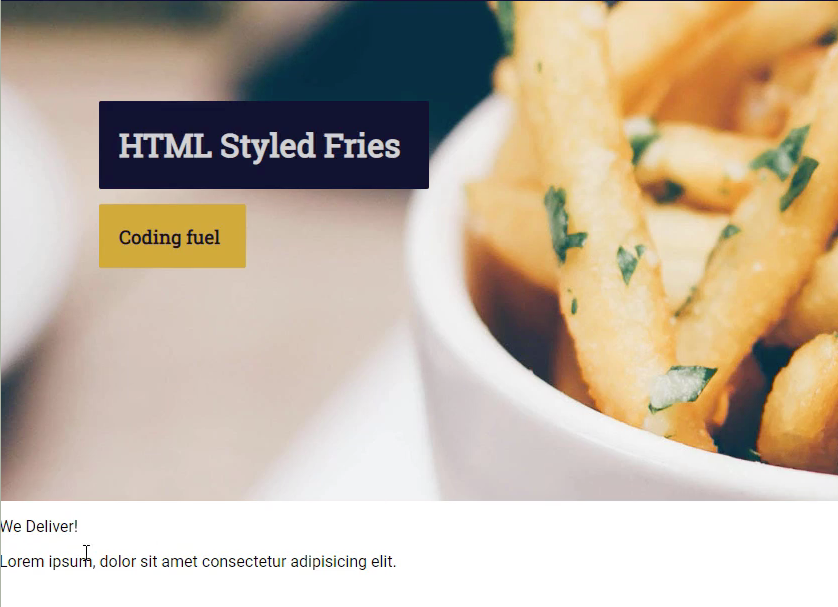 HTML Styled Fries
Coding fuel
We Deliver!
Lorem ipsum, dolor sit amet consectetur adipisicing elit.